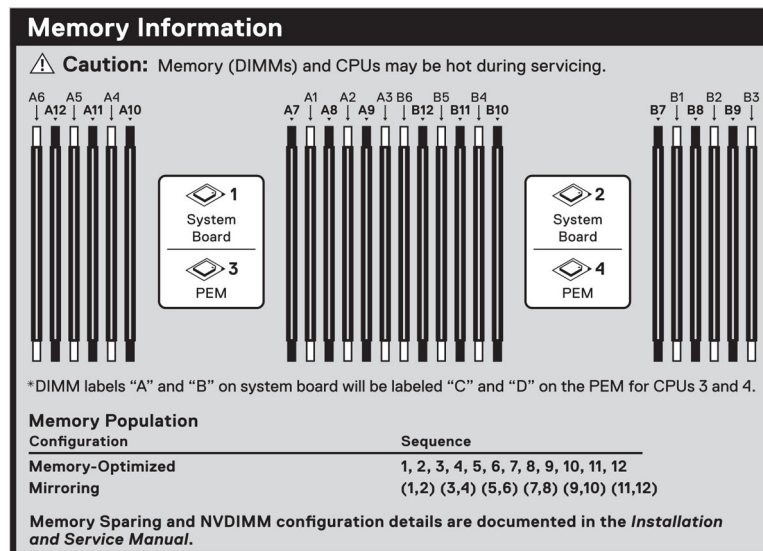 Memory Information
Caution: Memory (DIMMs) and CPUs may be hot during servicing.
A6 A5 A4 A1 A2 A3 B6 B5 B4 B1 B2 B3
A12 A11 A10 A7 A8 A9 B12 B11 B10 B7 B8 B9
1
System
Board
3
PEM
2
System
Board
4
PEM
*DIMM labels “A” and “B” on system board will be labeled “C” and “D” on the PEM for CPUs 3 and 4.
Memory Population
Configuration Sequence
Memory-Optimized 1, 2, 3, 4, 5, 6, 7, 8, 9, 10, 11, 12
Mirroring (1,2) (3,4) (5,6) (7,8) (9,10) (11,12)
Memory Sparing and NVDIMM configuration details are documented in the Installation
and Service Manual.